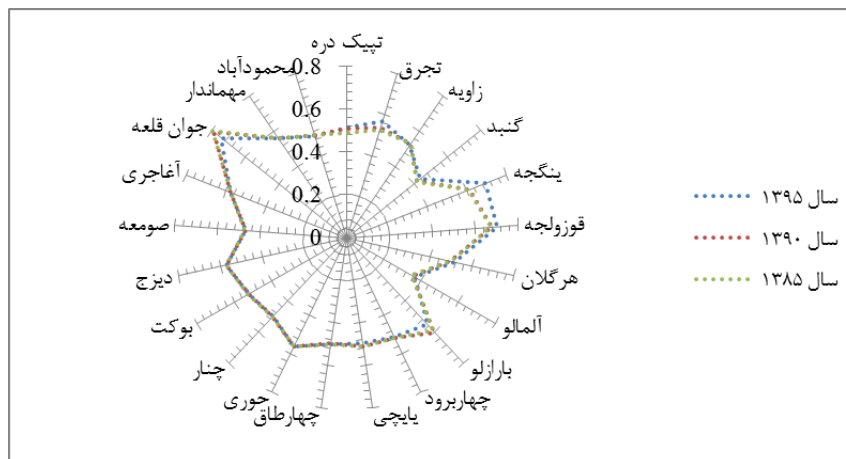 تپیک دره
تجرق
زاویه
گنبد
ینگجه
قوزولجه
هرگلان
آلمالو
بارازلو
چهاربرود
یایچی
چهارطاق
حوری
چنار
بوکت
دیزج
صومعه
آغاجری
جوان قلعه
مهماندار
محمودآباد
0.8
0.6
0.4
0.2
0
سال ۱۳۹۵
سال ۱۳۹۰
سال ۱۳۸۵